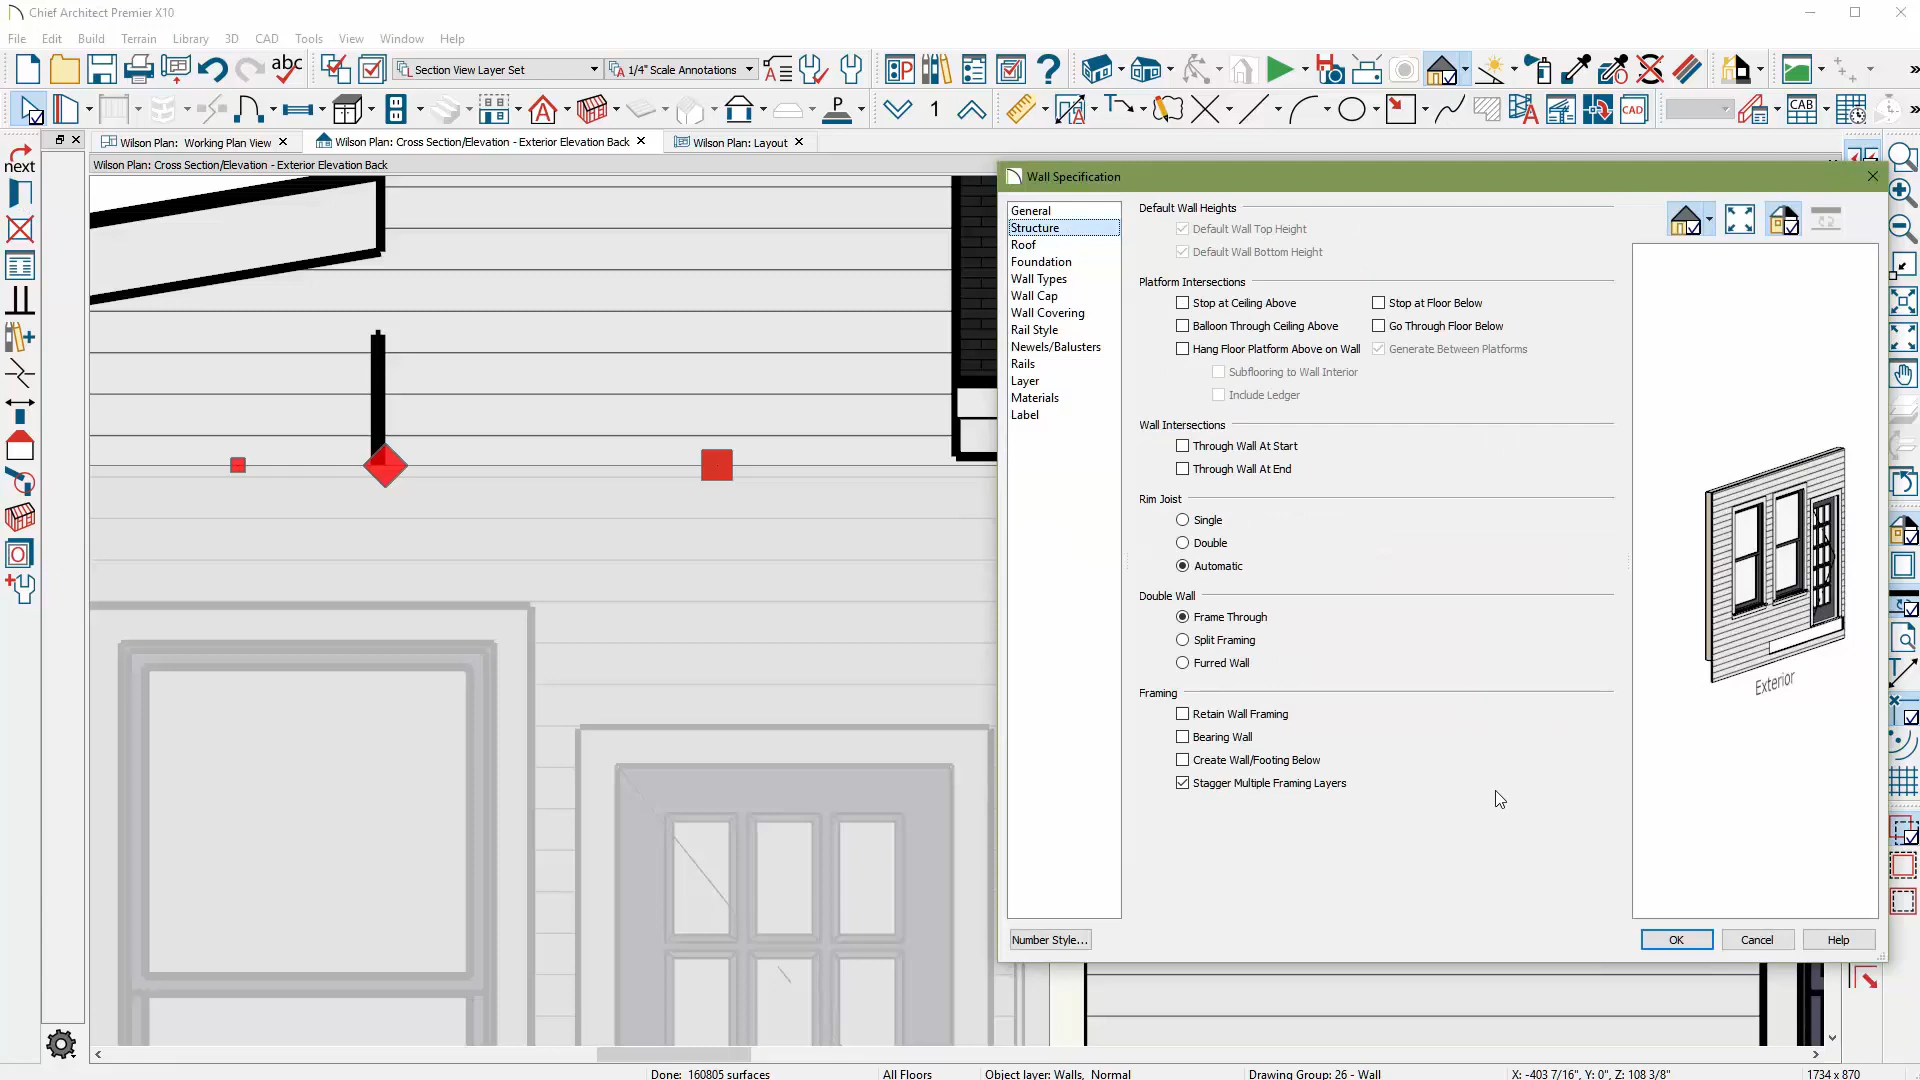 Chief Architect Premier X10
File Edit Build Terrain Library 3D CAD Tools View Window Help
abc Section View Layer Set 1/4" Scale Annotations
1 P A CAD CAB
next
Wilson Plan: Working Plan View Wilson Plan: Cross Section/Elevation - Exterior Elevation Back Wilson Plan: Layout
Wilson Plan: Cross Section/Elevation - Exterior Elevation Back
Wall Specification
General
Structure
Roof
Foundation
Wall Types
Wall Cap
Wall Covering
Rail Style
Newels/Balusters
Rails
Layer
Materials
Label
Default Wall Heights
Default Wall Top Height
Default Wall Bottom Height
Platform Intersections
Stop at Ceiling Above Stop at Floor Below
Balloon Through Ceiling Above Go Through Floor Below
Hang Floor Platform Above on Wall Generate Between Platforms
Subflooring to Wall Interior
Include Ledger
Wall Intersections
Through Wall At Start
Through Wall At End
Rim Joist
Single
Double
Automatic
Double Wall
Frame Through
Split Framing
Furred Wall
Framing
Retain Wall Framing
Bearing Wall
Create Wall/Footing Below
Stagger Multiple Framing Layers
Exterior
Number Style... OK Cancel Help
Done: 160805 surfaces All Floors Object layer: Walls, Normal Drawing Group: 26 - Wall X: -403 7/16", Y: 0", Z: 108 3/8" 1734 x 870